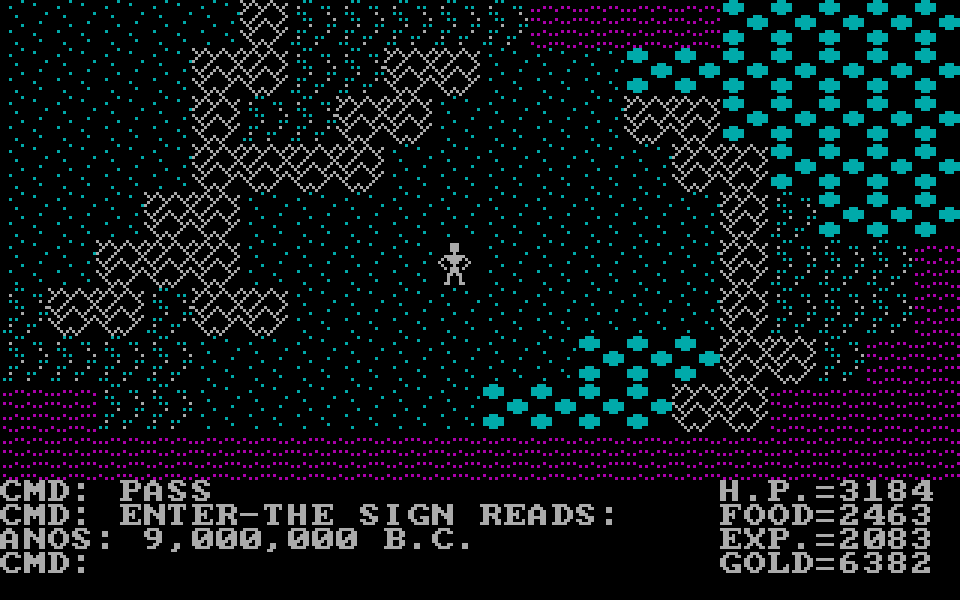 CMD: PASS
H.P.=3184
CMD: ENTER-THE SIGN READS:
FOOD=2463
ANOS: 9,000,000 B.C.
EXP.=2083
CMD:
GOLD=6382